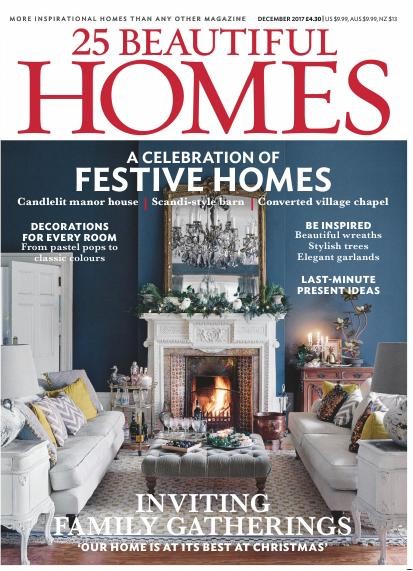 MORE INSPIRATIONAL HOMES THAN ANY OTHER MAGAZINE DECEMBER 2017 £4.30 | US $9.99, AUS $9.99, NZ $13
25 BEAUTIFUL
HOMES
A CELEBRATION OF
FESTIVE HOMES
Candlelit manor house | Scandi-style barn | Converted village chapel
DECORATIONS
FOR EVERY ROOM
From pastel pops to
classic colours
BE INSPIRED
Beautiful wreaths
Stylish trees
Elegant garlands
LAST-MINUTE
PRESENT IDEAS
INVITING
FAMILY GATHERINGS
'OUR HOME IS AT ITS BEST AT CHRISTMAS'